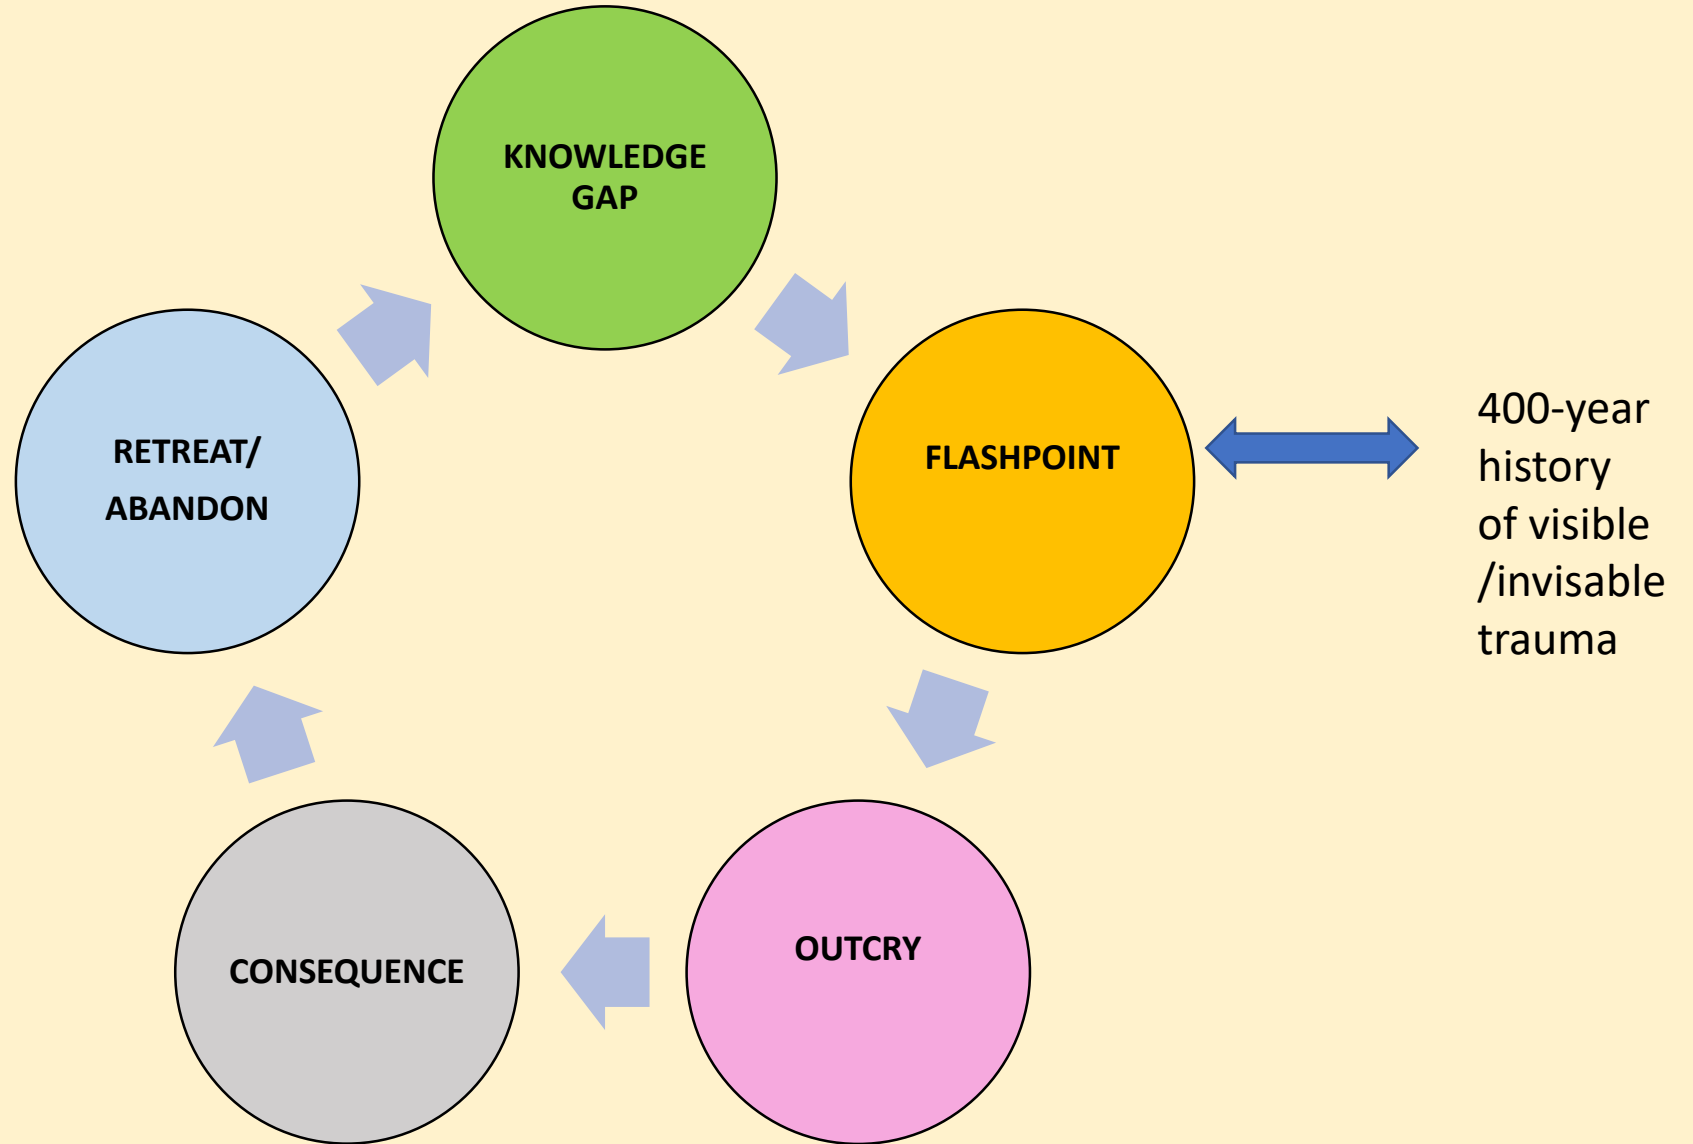 KNOWLEDGE
GAP
FLASHPOINT
400-year
history
of visible
/invisable
trauma
OUTCRY
CONSEQUENCE
RETREAT/
ABANDON